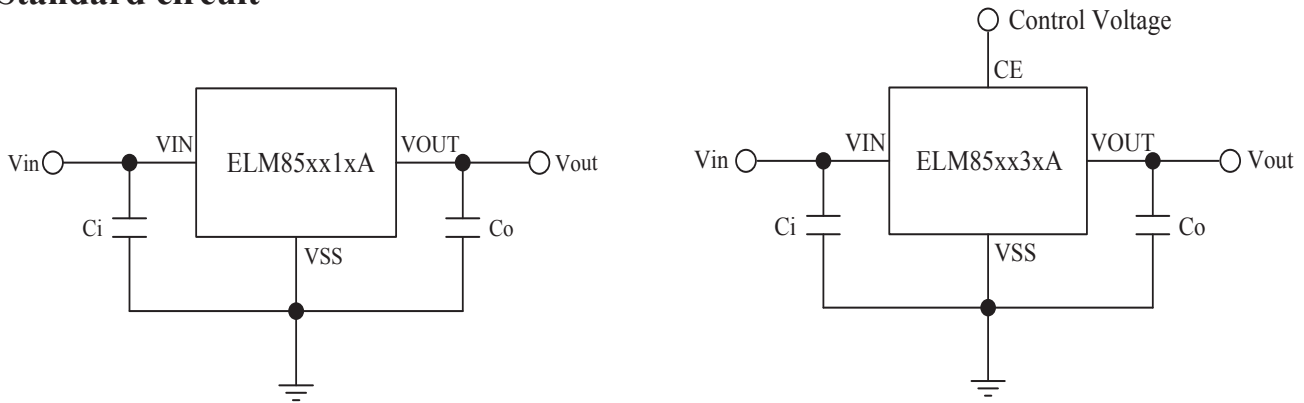 Standard circuit
Control Voltage
CE
VIN
ELM85xx1xA
VOUT
Vin
Vout
Ci
Co
VSS
VIN
ELM85xx3xA
VOUT
Vin
Vout
Ci
Co
VSS